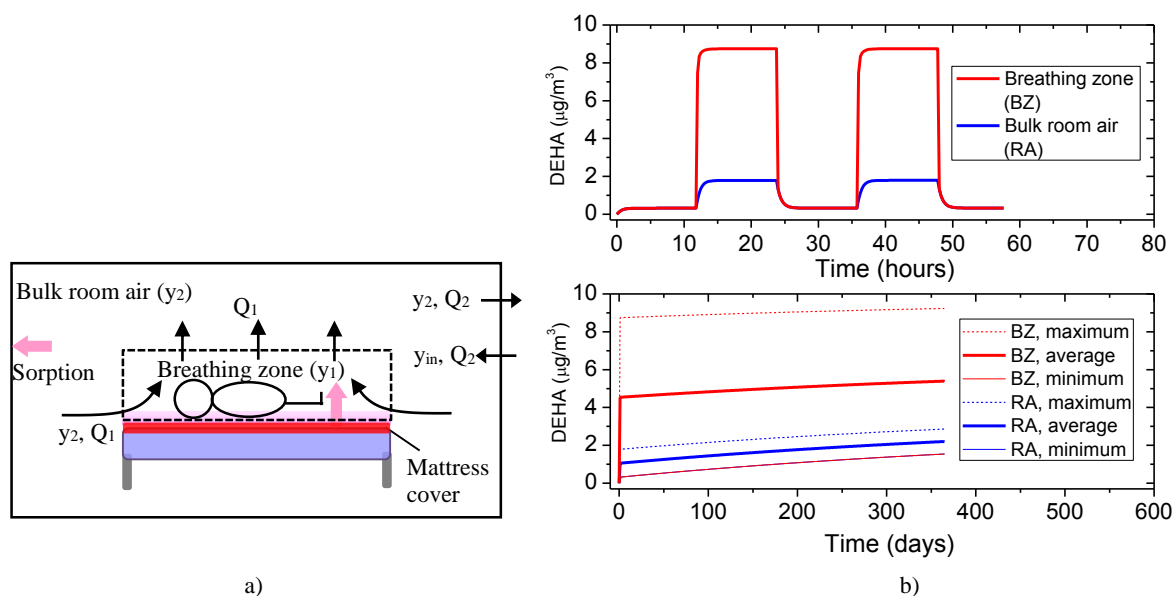 Bulk room air (y2)
Q1
y2, Q2
yin, Q2
Sorption
Breathing zone (y1)
y2, Q1
Mattress
cover
a)
DEHA (µg/m³)
10
8
6
4
2
0
Breathing zone
(BZ)
Bulk room air
(RA)
0 10 20 30 40 50 60 70 80
Time (hours)
DEHA (µg/m³)
10
8
6
4
2
0
BZ, maximum
BZ, average
BZ, minimum
RA, maximum
RA, average
RA, minimum
0 100 200 300 400 500 600
Time (days)
b)